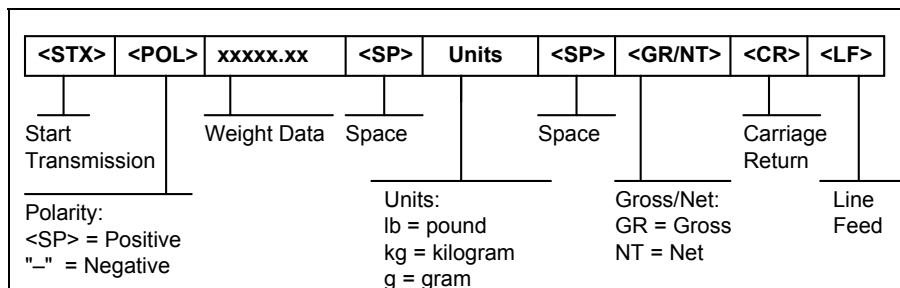 <STX> <POL> xxxxx.xx <SP> Units <SP> <GR/NT> <CR> <LF>
Start
Transmission
Weight Data
Space
Space
Carriage
Return
Polarity:
<SP> = Positive
"–" = Negative
Units:
lb = pound
kg = kilogram
g = gram
Gross/Net:
GR = Gross
NT = Net
Line
Feed